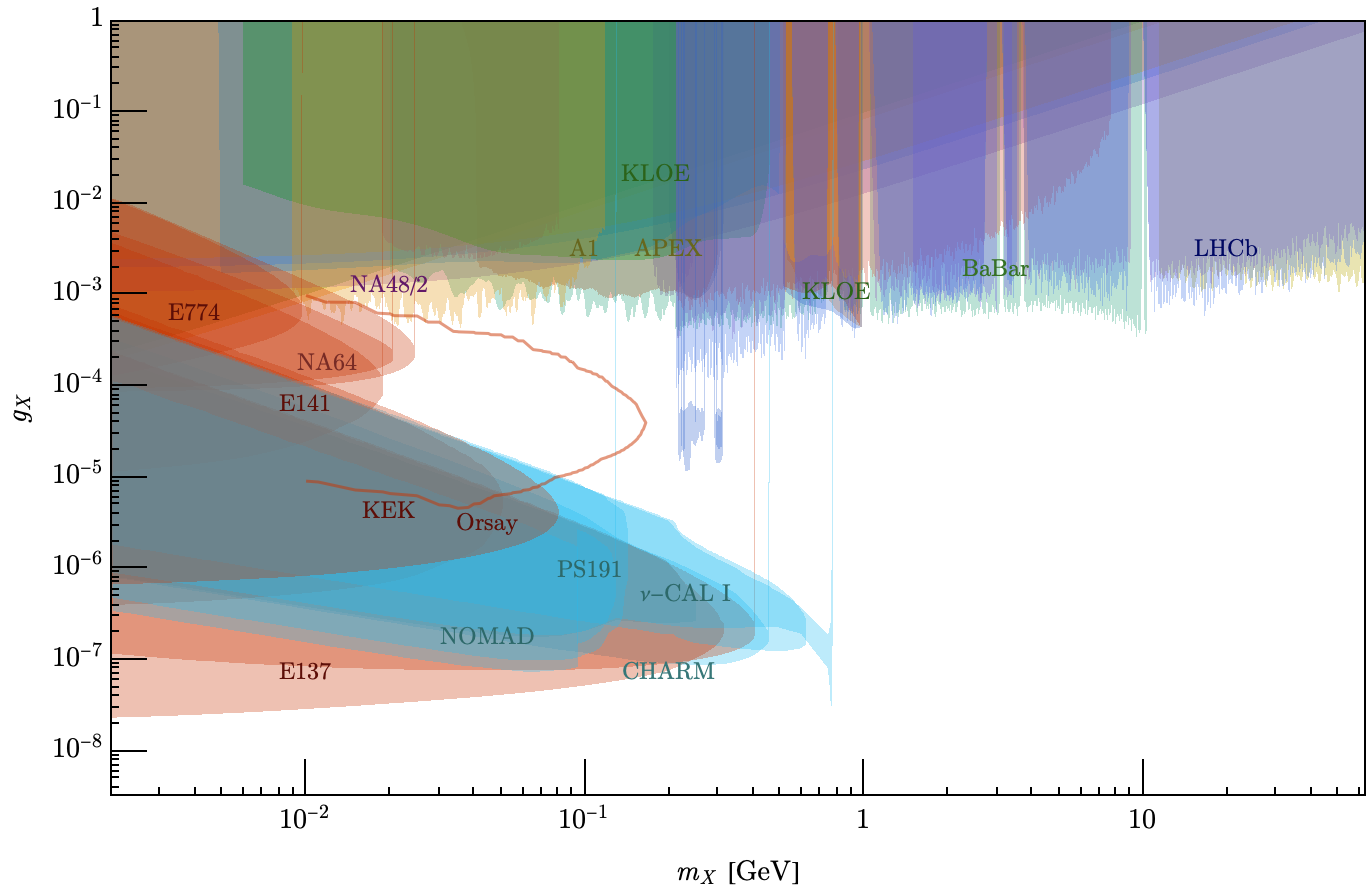 1
10⁻¹
10⁻²
10⁻³
10⁻⁴
10⁻⁵
10⁻⁶
10⁻⁷
10⁻⁸
g_X
KLOE
A1 APEX
LHCb
BaBar
NA48/2
KLOE
E774
NA64
E141
KEK
Orsay
PS191
ν–CAL I
NOMAD
E137
CHARM
10⁻² 10⁻¹ 1 10
m_X [GeV]